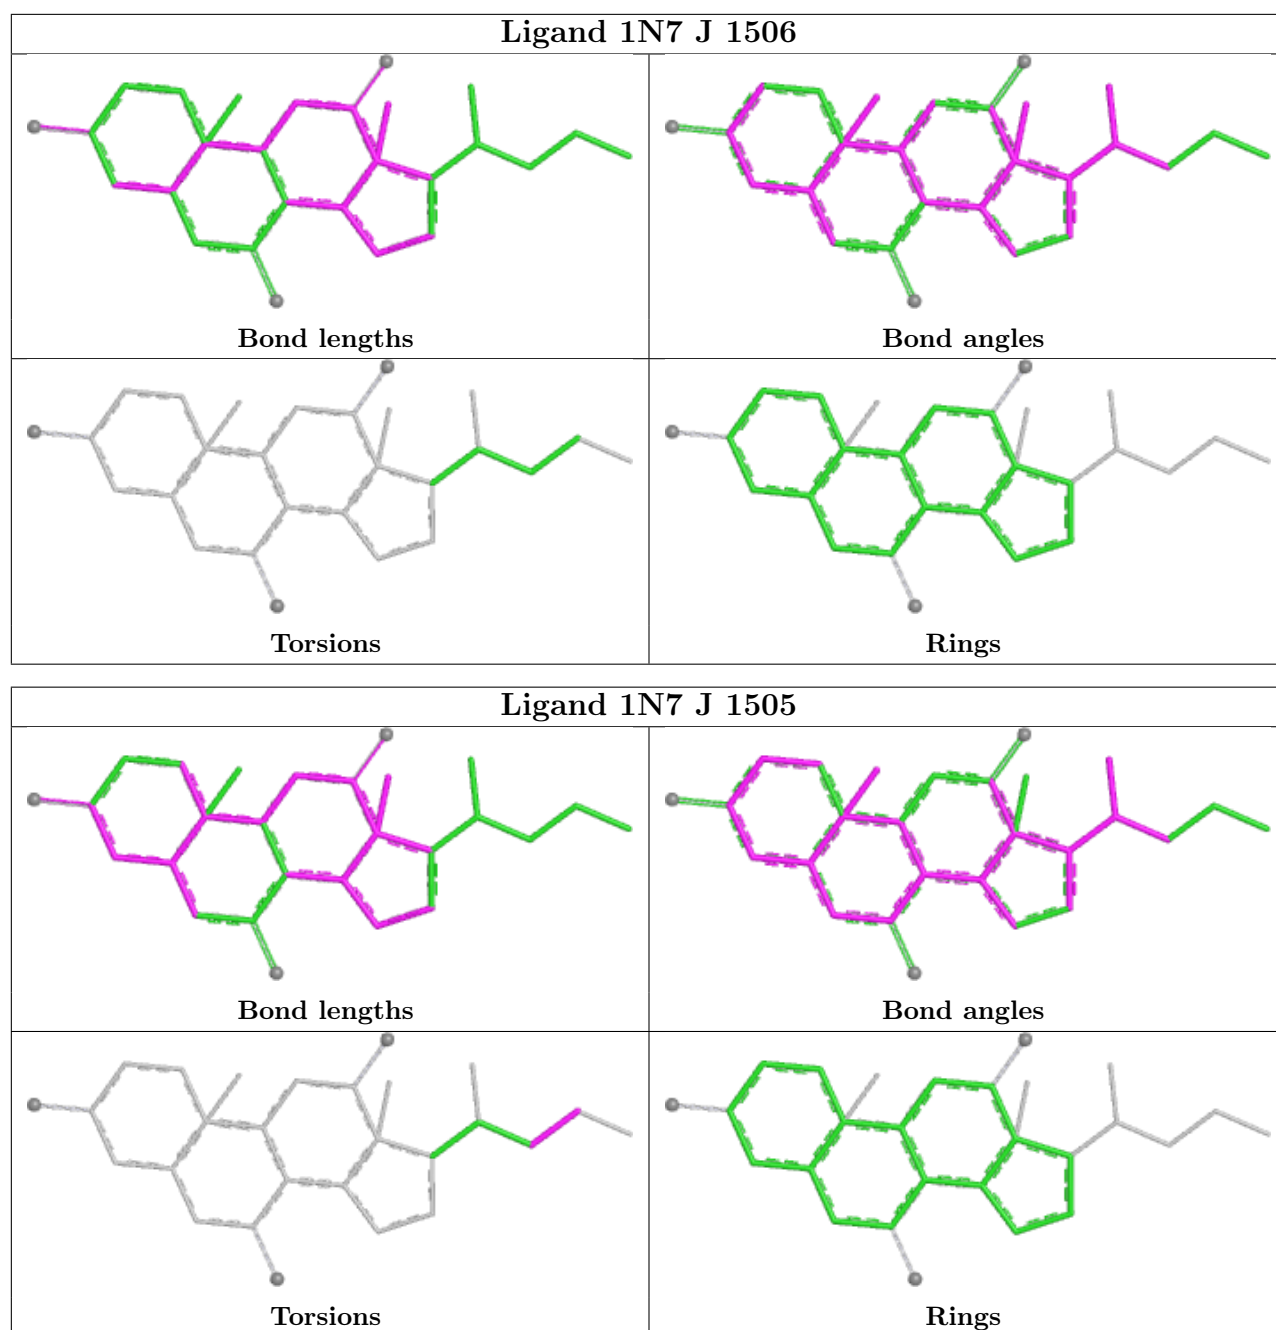 Ligand 1N7 J 1506
Bond lengths
Bond angles
Torsions
Rings
Ligand 1N7 J 1505
Bond lengths
Bond angles
Torsions
Rings